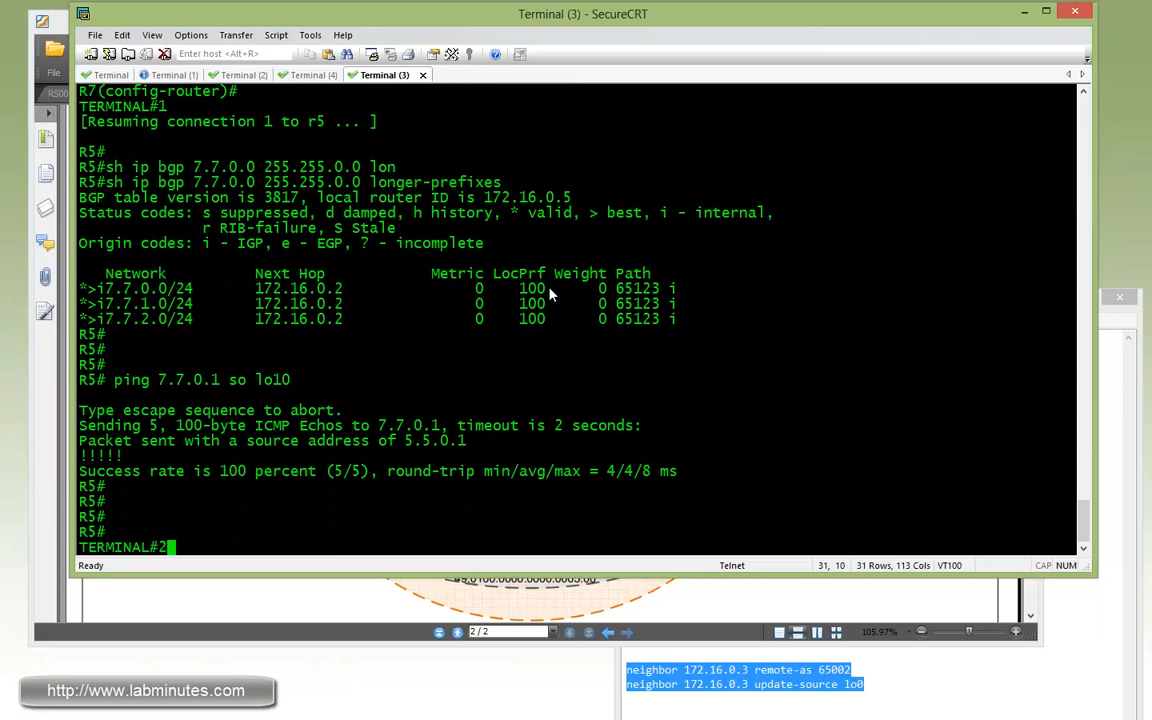 Terminal (3) - SecureCRT
File Edit View Options Transfer Script Tools Help
Enter host <Alt+R>
Terminal Terminal (1) Terminal (2) Terminal (4) Terminal (3)
File
R7(config-router)#
TERMINAL#1
[Resuming connection 1 to r5 ... ]
R5#
R5#sh ip bgp 7.7.0.0 255.255.0.0 lon
R5#sh ip bgp 7.7.0.0 255.255.0.0 longer-prefixes
BGP table version is 3817, local router ID is 172.16.0.5
Status codes: s suppressed, d damped, h history, * valid, > best, i - internal,
r RIB-failure, S Stale
Origin codes: i - IGP, e - EGP, ? - incomplete
Network Next Hop Metric LocPrf Weight Path
*>i7.7.0.0/24 172.16.0.2 0 100 0 65123 i
*>i7.7.1.0/24 172.16.0.2 0 100 0 65123 i
*>i7.7.2.0/24 172.16.0.2 0 100 0 65123 i
R5#
R5#
R5#
R5# ping 7.7.0.1 so lo10
Type escape sequence to abort.
Sending 5, 100-byte ICMP Echos to 7.7.0.1, timeout is 2 seconds:
Packet sent with a source address of 5.5.0.1
!!!!!
Success rate is 100 percent (5/5), round-trip min/avg/max = 4/4/8 ms
R5#
R5#
R5#
R5#
TERMINAL#2
Ready Telnet 31, 10 31 Rows, 113 Cols VT100 CAP NUM
2 / 2 105.97%
neighbor 172.16.0.3 remote-as 65002
neighbor 172.16.0.3 update-source lo0
http://www.labminutes.com